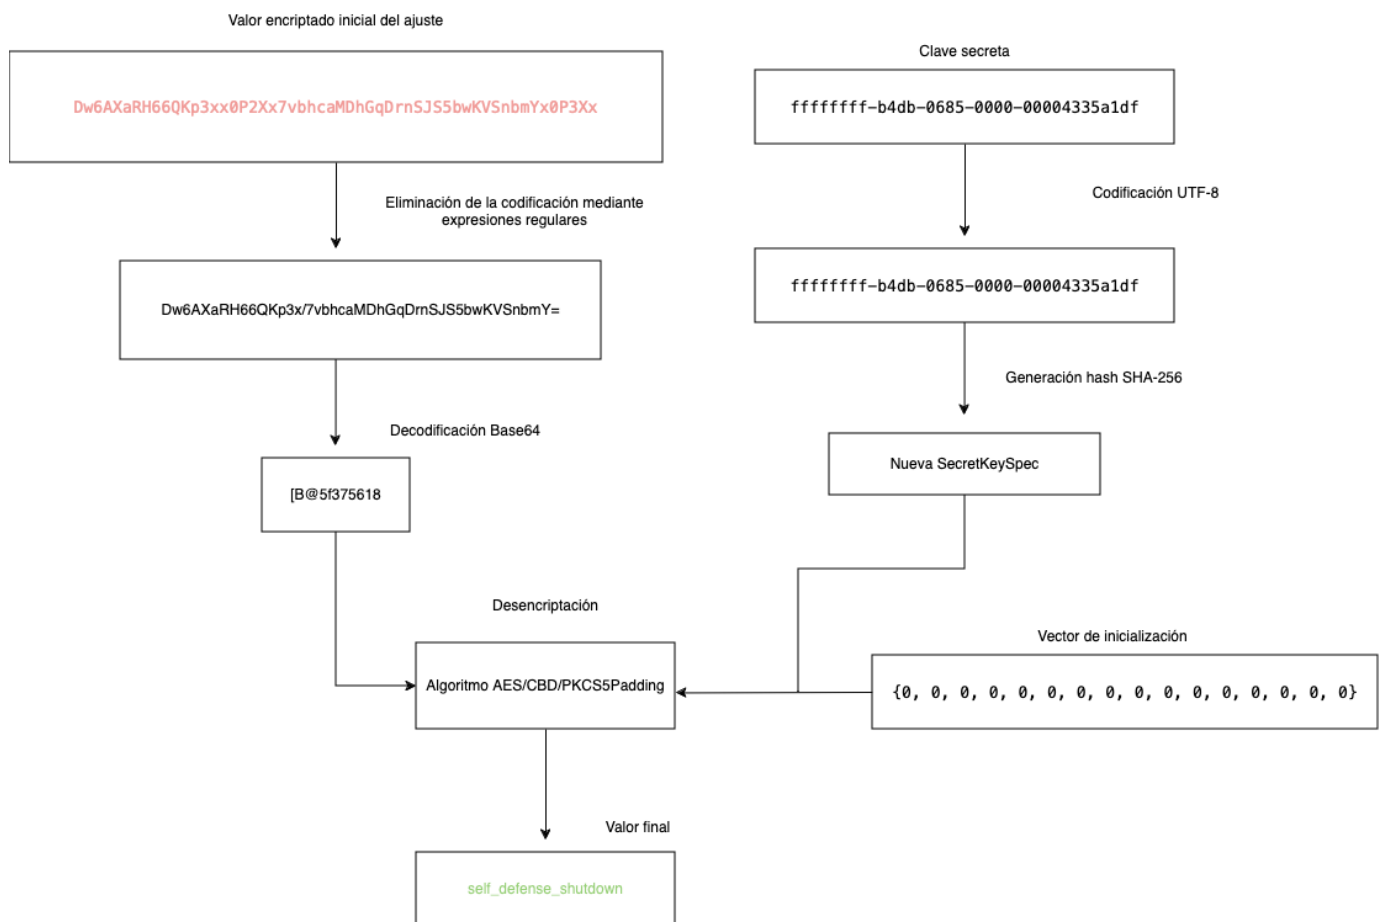 Valor encriptado inicial del ajuste
Dw6AXaRH66QKp3xx0P2Xx7vbhcaMDhGqDrnSJS5bwKVSnbmYx0P3Xx
Eliminación de la codificación mediante
expresiones regulares
Dw6AXaRH66QKp3x/7vbhcaMDhGqDrnSJS5bwKVSnbmY=
Decodificación Base64
[B@5f375618
Clave secreta
ffffffff-b4db-0685-0000-00004335a1df
Codificación UTF-8
ffffffff-b4db-0685-0000-00004335a1df
Generación hash SHA-256
Nueva SecretKeySpec
Desencriptación
Algoritmo AES/CBD/PKCS5Padding
Vector de inicialización
{0, 0, 0, 0, 0, 0, 0, 0, 0, 0, 0, 0, 0, 0, 0, 0}
Valor final
self_defense_shutdown